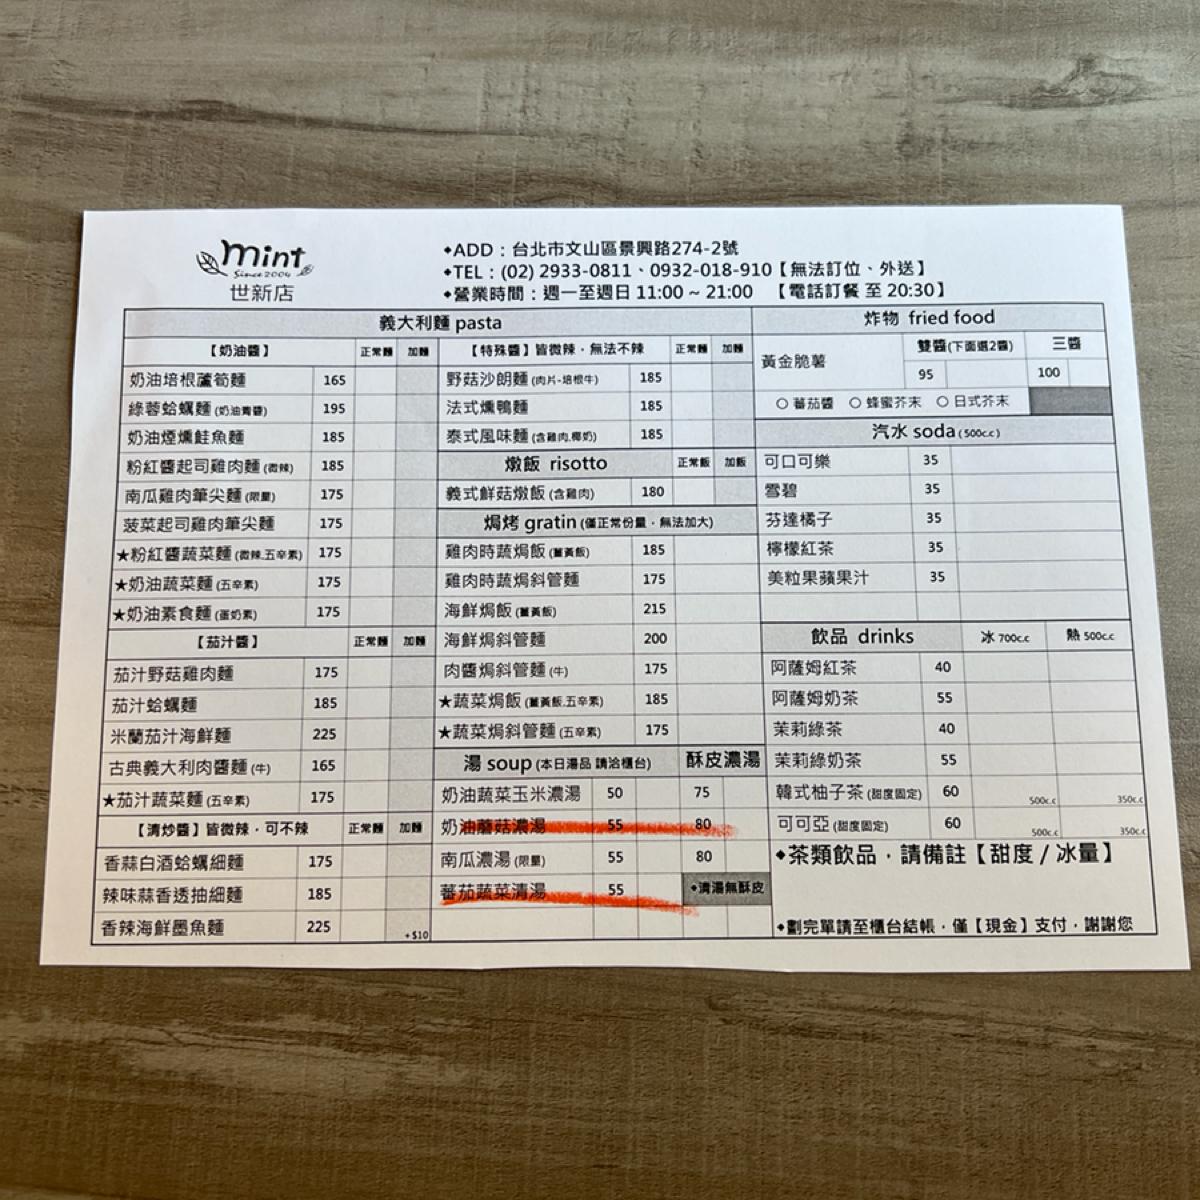 mint
Since 2004
世新店
◆ADD：台北市文山區景興路274-2號
◆TEL：(02) 2933-0811、0932-018-910【無法訂位、外送】
◆營業時間：週一至週日 11:00 ~ 21:00 【電話訂餐 至 20:30】
義大利麵 pasta
【奶油醬】 正常麵 加麵
奶油培根蘆筍麵 165
綠蓉蛤蠣麵 (奶油青醬) 195
奶油煙燻鮭魚麵 185
粉紅醬起司雞肉麵 (微辣) 185
南瓜雞肉筆尖麵 (限量) 175
菠菜起司雞肉筆尖麵 175
★粉紅醬蔬菜麵 (微辣.五辛素) 175
★奶油蔬菜麵 (五辛素) 175
★奶油素食麵 (蛋奶素) 175
【茄汁醬】 正常麵 加麵
茄汁野菇雞肉麵 175
茄汁蛤蠣麵 185
米蘭茄汁海鮮麵 225
古典義大利肉醬麵 (牛) 165
★茄汁蔬菜麵 (五辛素) 175
【清炒醬】皆微辣，可不辣 正常麵 加麵
香蒜白酒蛤蠣細麵 175
辣味蒜香透抽細麵 185
香辣海鮮墨魚麵 225
+$10
【特殊醬】皆微辣，無法不辣 正常麵 加麵
野菇沙朗麵 (肉片-培根牛) 185
法式燻鴨麵 185
泰式風味麵 (含雞肉.椰奶) 185
燉飯 risotto 正常飯 加飯
義式鮮菇燉飯 (含雞肉) 180
焗烤 gratin (僅正常份量，無法加大)
雞肉時蔬焗飯 (薑黃飯) 185
雞肉時蔬焗斜管麵 175
海鮮焗飯 (薑黃飯) 215
海鮮焗斜管麵 200
肉醬焗斜管麵 (牛) 175
★蔬菜焗飯 (薑黃飯.五辛素) 185
★蔬菜焗斜管麵 (五辛素) 175
湯 soup (本日湯品 請洽櫃台) 酥皮濃湯
奶油蔬菜玉米濃湯 50 75
奶油蘑菇濃湯 55 80
南瓜濃湯 (限量) 55 80
蕃茄蔬菜清湯 55 ◆清湯無酥皮
炸物 fried food
黃金脆薯 雙醬(下面選2醬) 三醬
95 100
○ 蕃茄醬 ○ 蜂蜜芥末 ○ 日式芥末
汽水 soda (500c.c)
可口可樂 35
雪碧 35
芬達橘子 35
檸檬紅茶 35
美粒果蘋果汁 35
飲品 drinks 冰 700c.c 熱 500c.c
阿薩姆紅茶 40
阿薩姆奶茶 55
茉莉綠茶 40
茉莉綠奶茶 55
韓式柚子茶 (甜度固定) 60 500c.c 350c.c
可可亞 (甜度固定) 60 500c.c 350c.c
◆茶類飲品，請備註【甜度 / 冰量】
◆劃完單請至櫃台結帳，僅【現金】支付，謝謝您